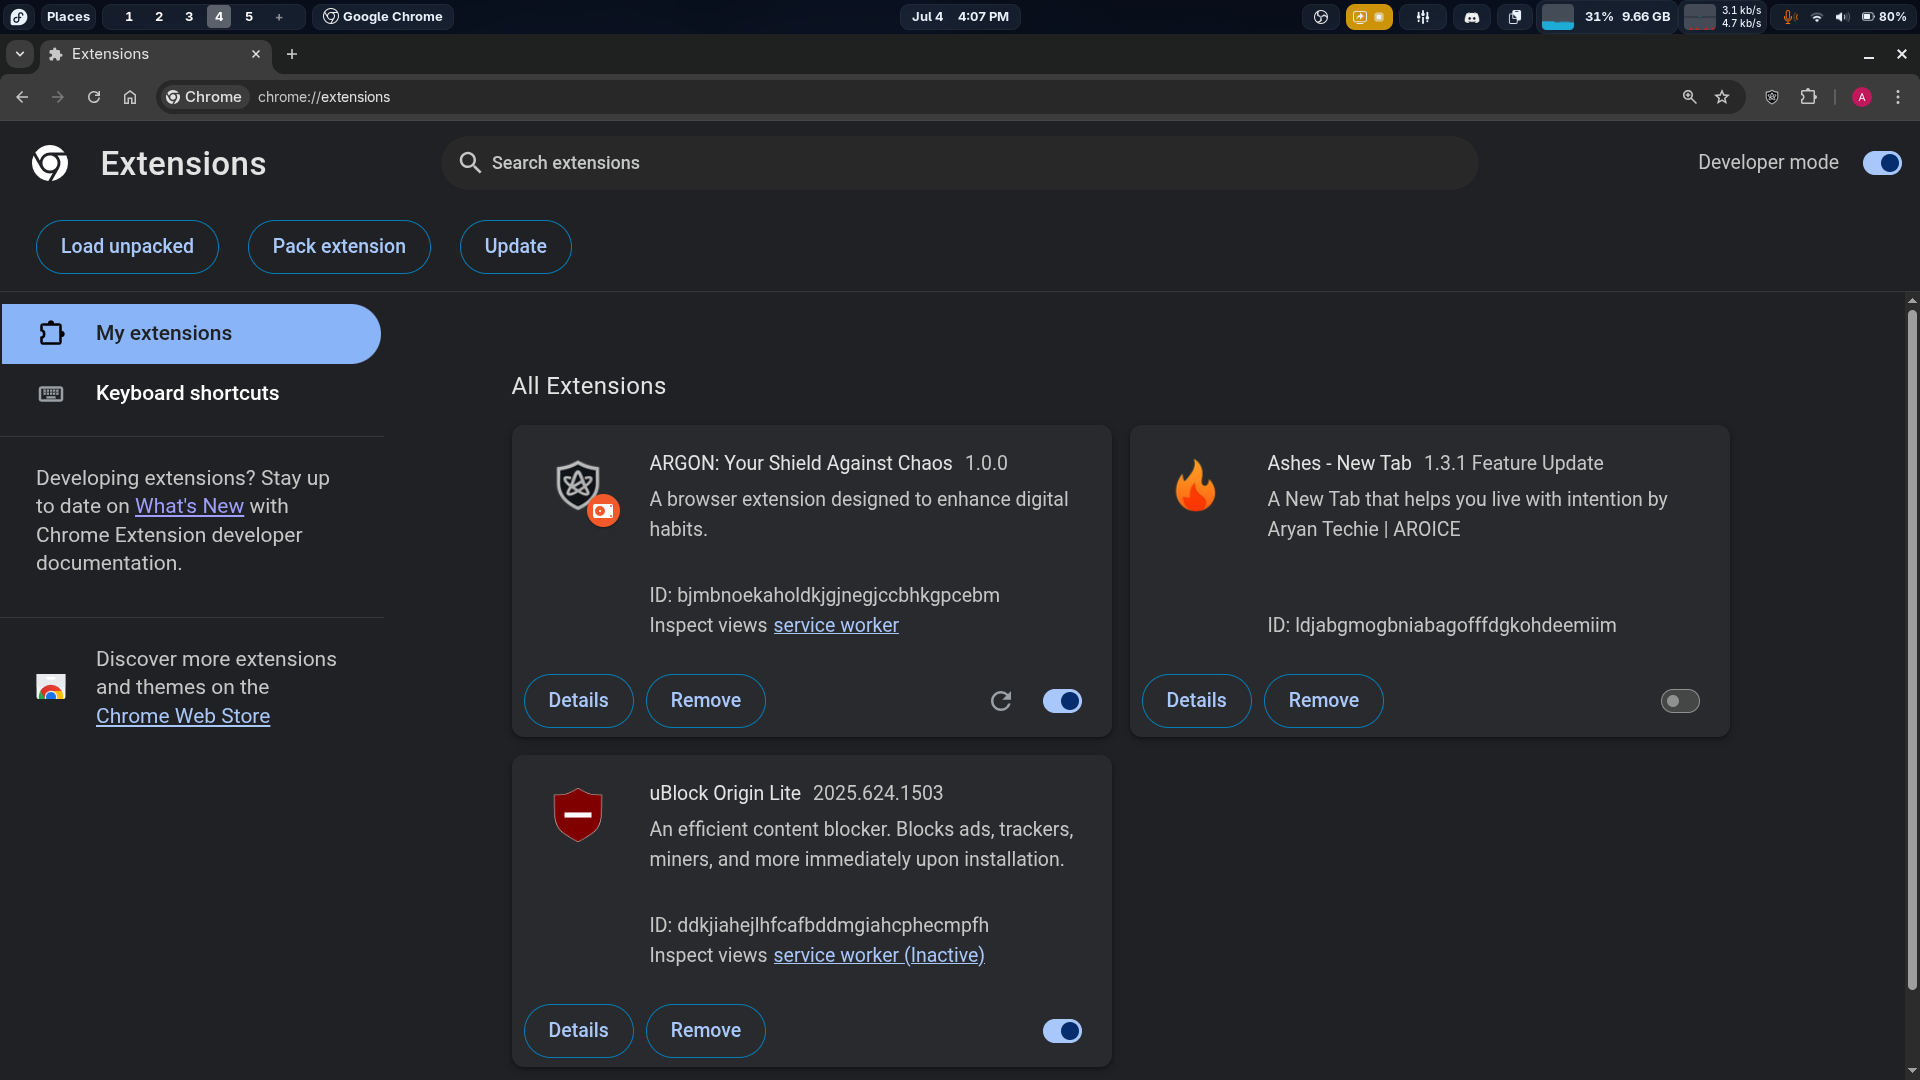 Places 1 2 3 4 5 + Google Chrome Jul 4 4:07 PM 31% 9.66 GB 3.1 kb/s 80%
4.7 kb/s
Extensions
Chrome chrome://extensions A
Extensions Search extensions Developer mode
Load unpacked Pack extension Update
My extensions
Keyboard shortcuts
Developing extensions? Stay up
to date on What's New with
Chrome Extension developer
documentation.
Discover more extensions
and themes on the
Chrome Web Store
All Extensions
ARGON: Your Shield Against Chaos 1.0.0
A browser extension designed to enhance digital
habits.
ID: bjmbnoekaholdkjgjnegjccbhkgpcebm
Inspect views service worker
Details Remove
Ashes - New Tab 1.3.1 Feature Update
A New Tab that helps you live with intention by
Aryan Techie | AROICE
ID: ldjabgmogbniabagofffdgkohdeemiim
Details Remove
uBlock Origin Lite 2025.624.1503
An efficient content blocker. Blocks ads, trackers,
miners, and more immediately upon installation.
ID: ddkjiahejlhfcafbddmgiahcphecmpfh
Inspect views service worker (Inactive)
Details Remove